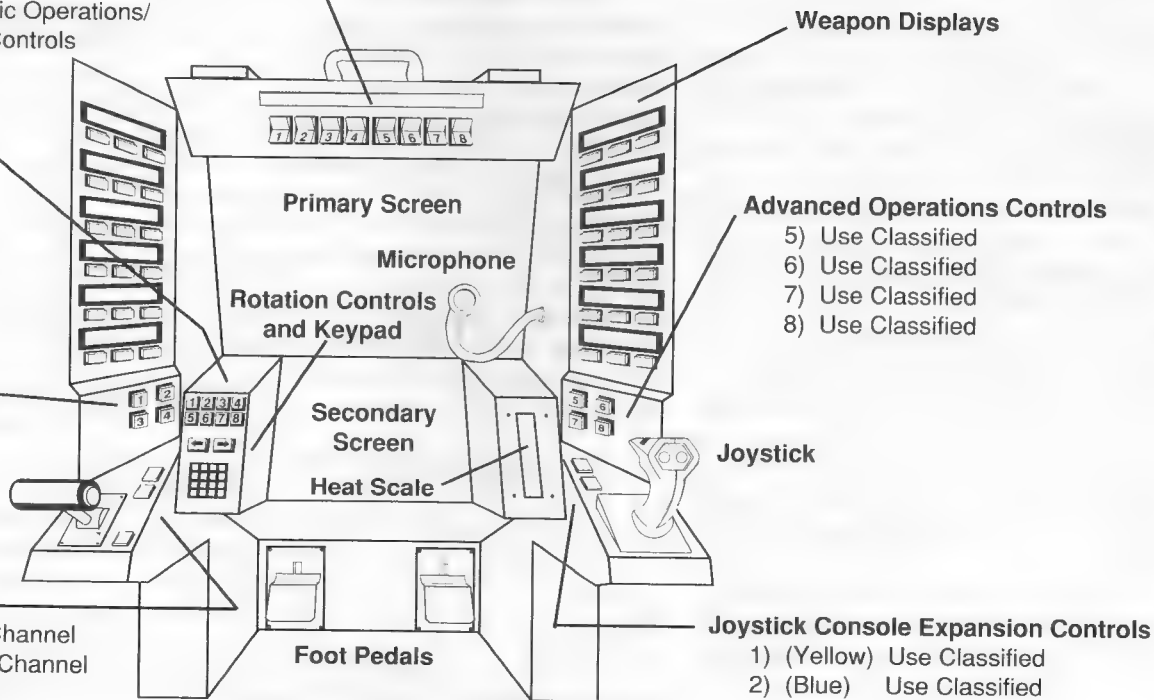 ic Operations/
Controls
Weapon Displays
1 2 3 4 5 6 7 8
Primary Screen
Microphone
Rotation Controls
and Keypad
Advanced Operations Controls
5) Use Classified
6) Use Classified
7) Use Classified
8) Use Classified
1 2
3 4
1 2 3 4
5 6 7 8
Secondary
Screen
5 6
7 8
Joystick
Heat Scale
Channel
Channel
Foot Pedals
Joystick Console Expansion Controls
1) (Yellow) Use Classified
2) (Blue) Use Classified